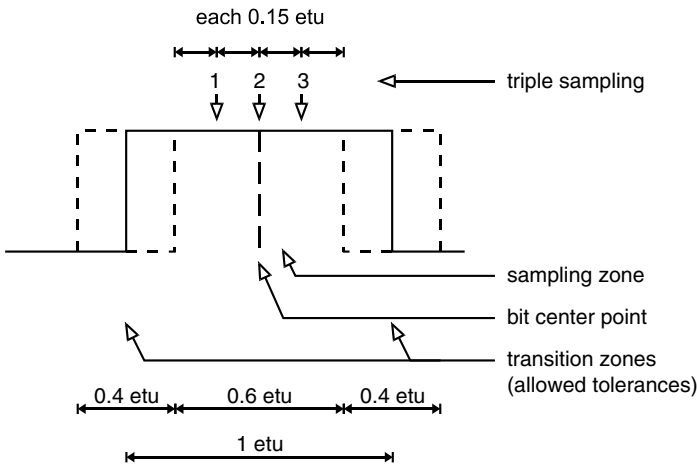 each 0.15 etu
1 2 3
triple sampling
sampling zone
bit center point
transition zones
(allowed tolerances)
0.4 etu 0.6 etu 0.4 etu
1 etu